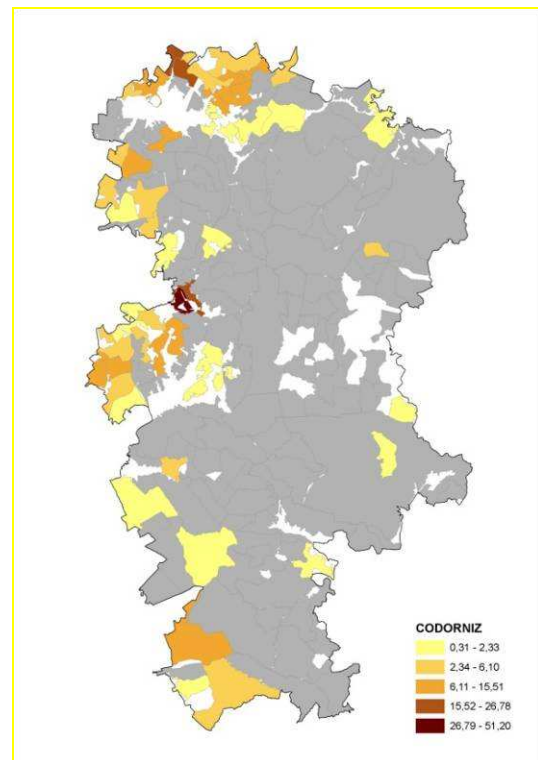 CODORNIZ
0,31 - 2,33
2,34 - 6,10
6,11 - 15,51
15,52 - 26,78
26,79 - 51,20